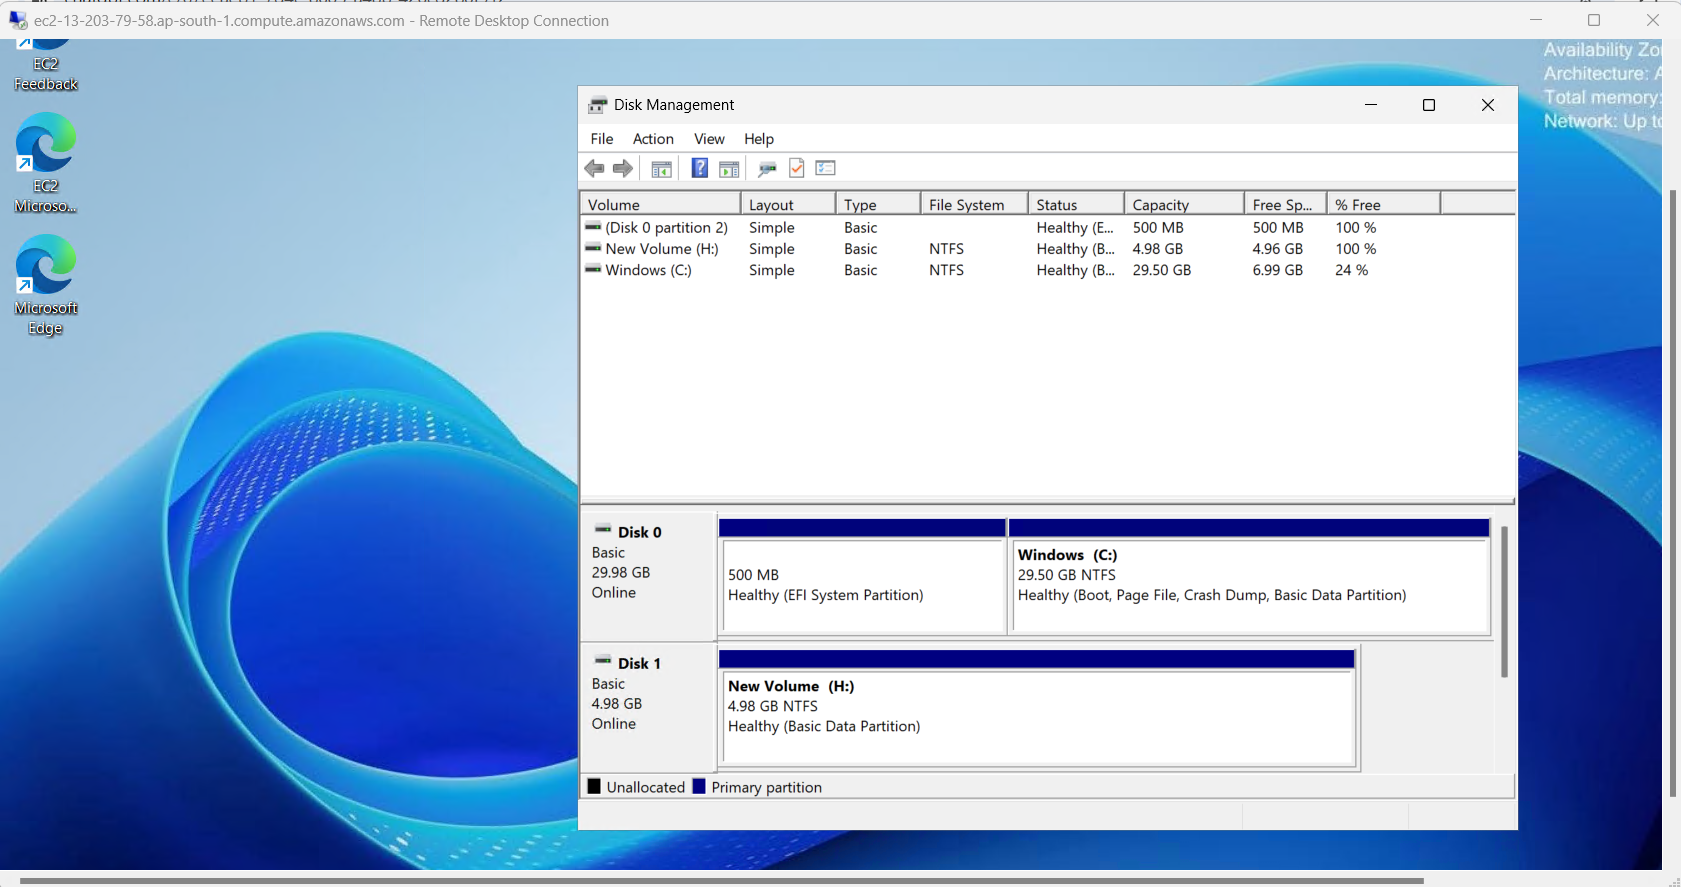 ec2-13-203-79-58.ap-south-1.compute.amazonaws.com - Remote Desktop Connection
EC2
Feedback
EC2
Microso...
Microsoft
Edge
Availability Zo
Architecture: A
Total memory:
Network: Up to
Disk Management
File Action View Help
Volume Layout Type File System Status Capacity Free Sp... % Free
(Disk 0 partition 2) Simple Basic Healthy (E... 500 MB 500 MB 100 %
New Volume (H:) Simple Basic NTFS Healthy (B... 4.98 GB 4.96 GB 100 %
Windows (C:) Simple Basic NTFS Healthy (B... 29.50 GB 6.99 GB 24 %
Disk 0
Basic
29.98 GB
Online
500 MB
Healthy (EFI System Partition)
Windows (C:)
29.50 GB NTFS
Healthy (Boot, Page File, Crash Dump, Basic Data Partition)
Disk 1
Basic
4.98 GB
Online
New Volume (H:)
4.98 GB NTFS
Healthy (Basic Data Partition)
Unallocated Primary partition